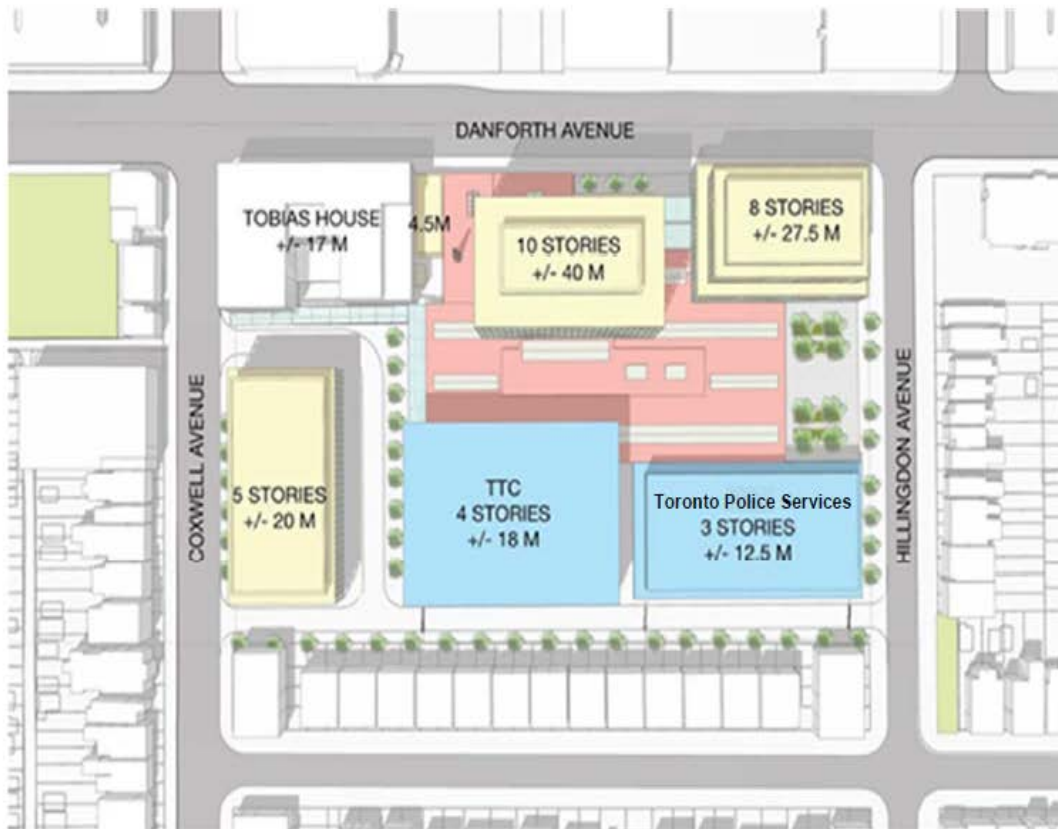 DANFORTH AVENUE
TOBIAS HOUSE
+/- 17 M
4.5M
10 STORIES
+/- 40 M
8 STORIES
+/- 27.5 M
COXWELL AVENUE
HILLINGDON AVENUE
5 STORIES
+/- 20 M
TTC
4 STORIES
+/- 18 M
Toronto Police Services
3 STORIES
+/- 12.5 M